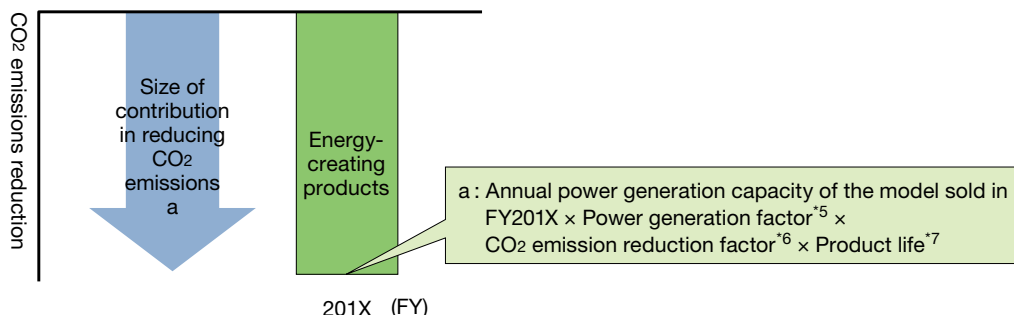 CO2 emissions reduction
Size of
contribution
in reducing
CO2
emissions
a
Energy-
creating
products
a : Annual power generation capacity of the model sold in
FY201X × Power generation factor*5 ×
CO2 emission reduction factor*6 × Product life*7
201X (FY)